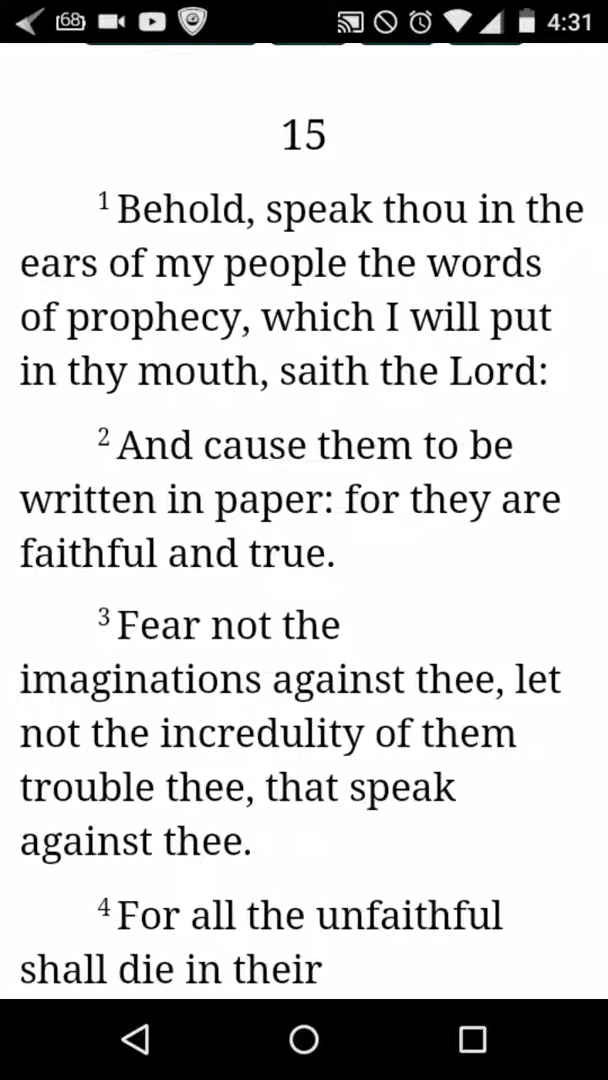 68 4:31
15
1 Behold, speak thou in the
ears of my people the words
of prophecy, which I will put
in thy mouth, saith the Lord:
2 And cause them to be
written in paper: for they are
faithful and true.
3 Fear not the
imaginations against thee, let
not the incredulity of them
trouble thee, that speak
against thee.
4 For all the unfaithful
shall die in their